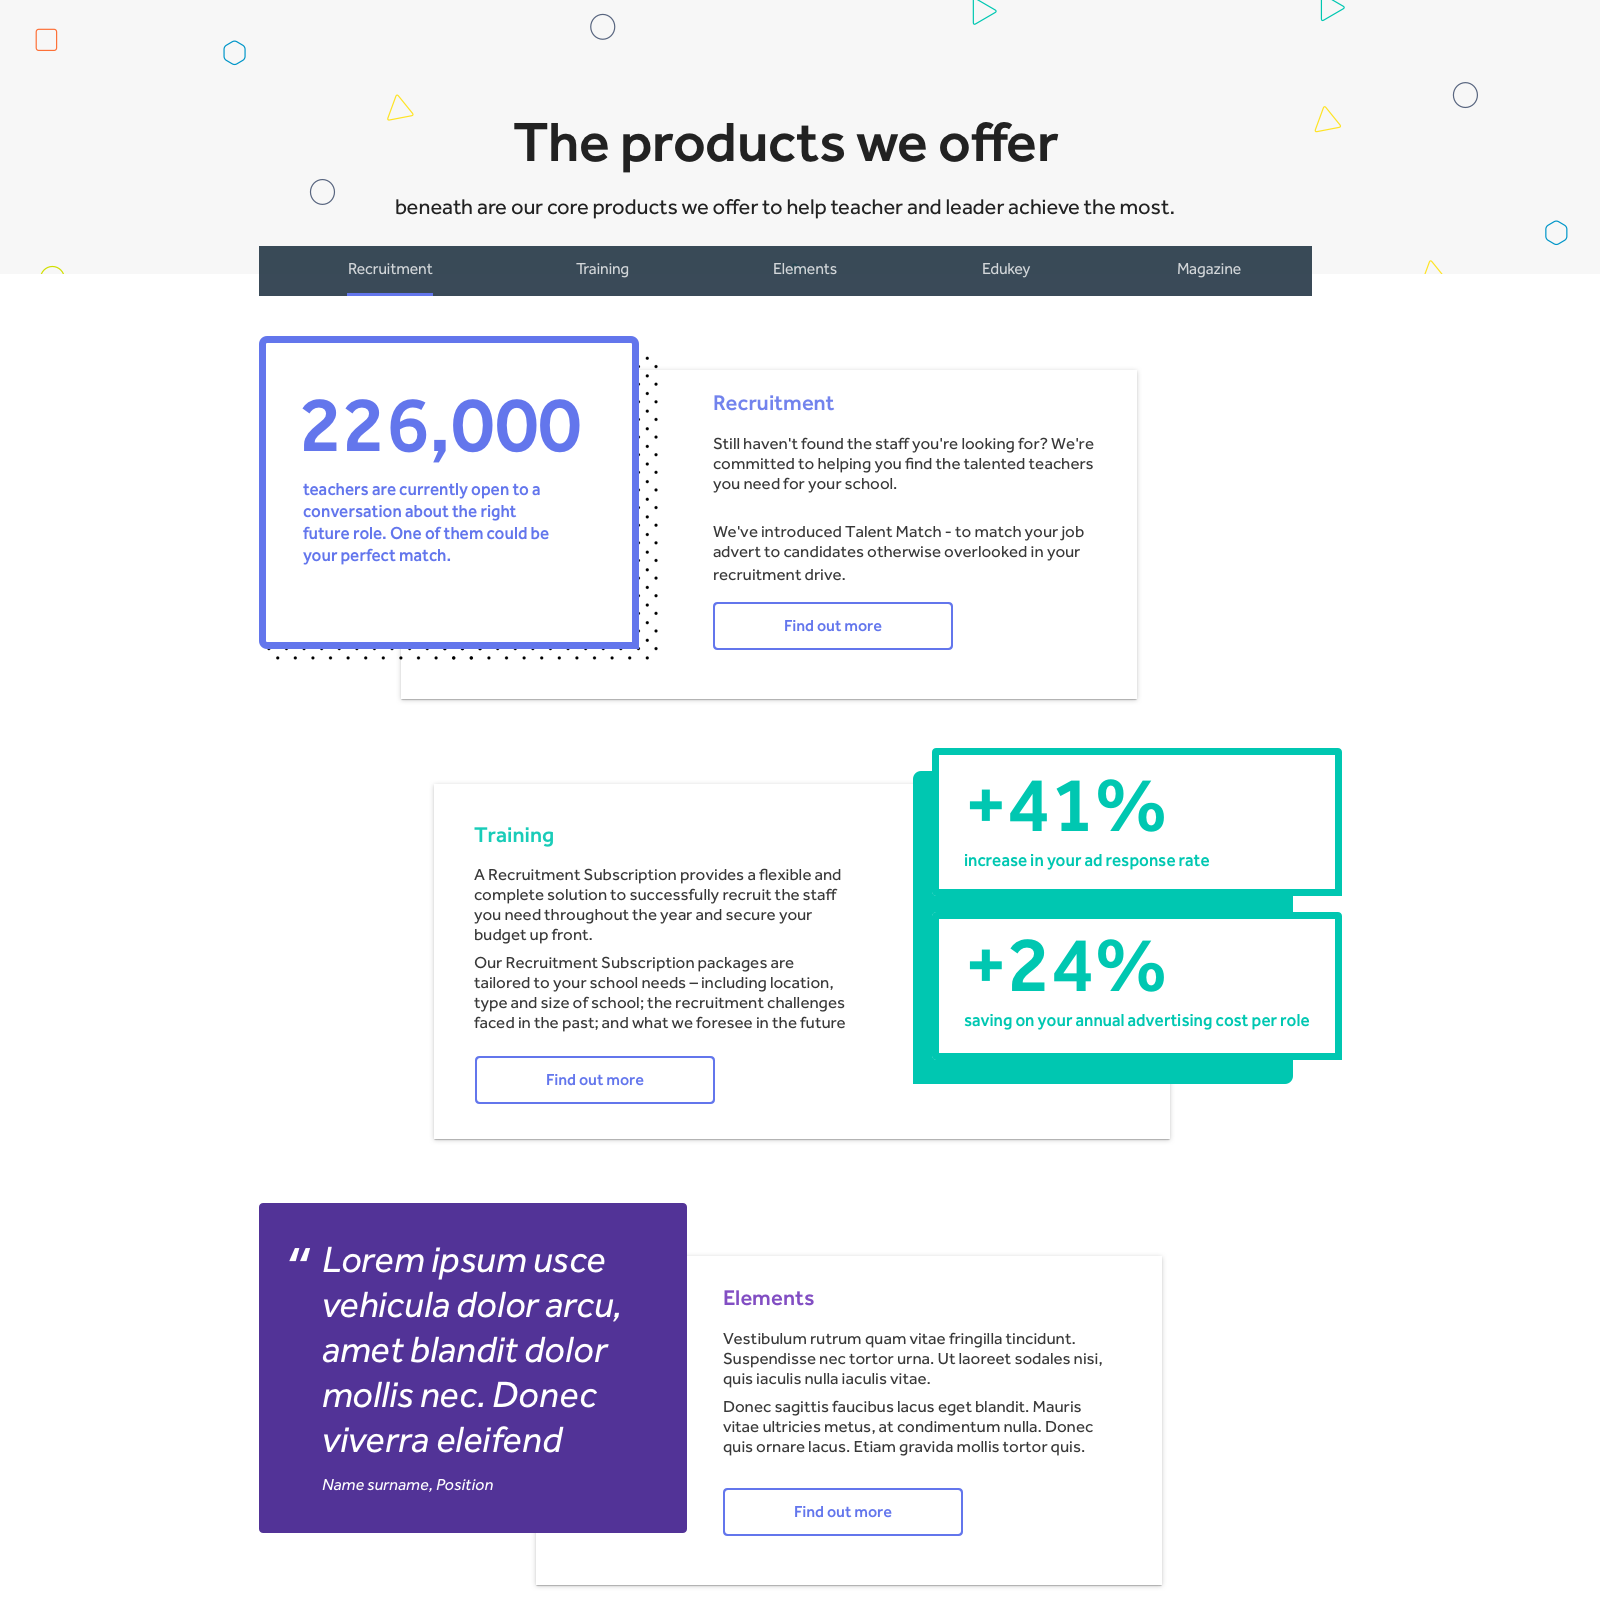 The products we offer
beneath are our core products we offer to help teacher and leader achieve the most.
Recruitment Training Elements Edukey Magazine
226,000
teachers are currently open to a
conversation about the right
future role. One of them could be
your perfect match.
Recruitment
Still haven't found the staff you're looking for? We're
committed to helping you find the talented teachers
you need for your school.
We've introduced Talent Match - to match your job
advert to candidates otherwise overlooked in your
recruitment drive.
Find out more
Training
A Recruitment Subscription provides a flexible and
complete solution to successfully recruit the staff
you need throughout the year and secure your
budget up front.
Our Recruitment Subscription packages are
tailored to your school needs – including location,
type and size of school; the recruitment challenges
faced in the past; and what we foresee in the future
Find out more
+41%
increase in your ad response rate
+24%
saving on your annual advertising cost per role
“ Lorem ipsum usce
vehicula dolor arcu,
amet blandit dolor
mollis nec. Donec
viverra eleifend
Name surname, Position
Elements
Vestibulum rutrum quam vitae fringilla tincidunt.
Suspendisse nec tortor urna. Ut laoreet sodales nisi,
quis iaculis nulla iaculis vitae.
Donec sagittis faucibus lacus eget blandit. Mauris
vitae ultricies metus, at condimentum nulla. Donec
quis ornare lacus. Etiam gravida mollis tortor quis.
Find out more